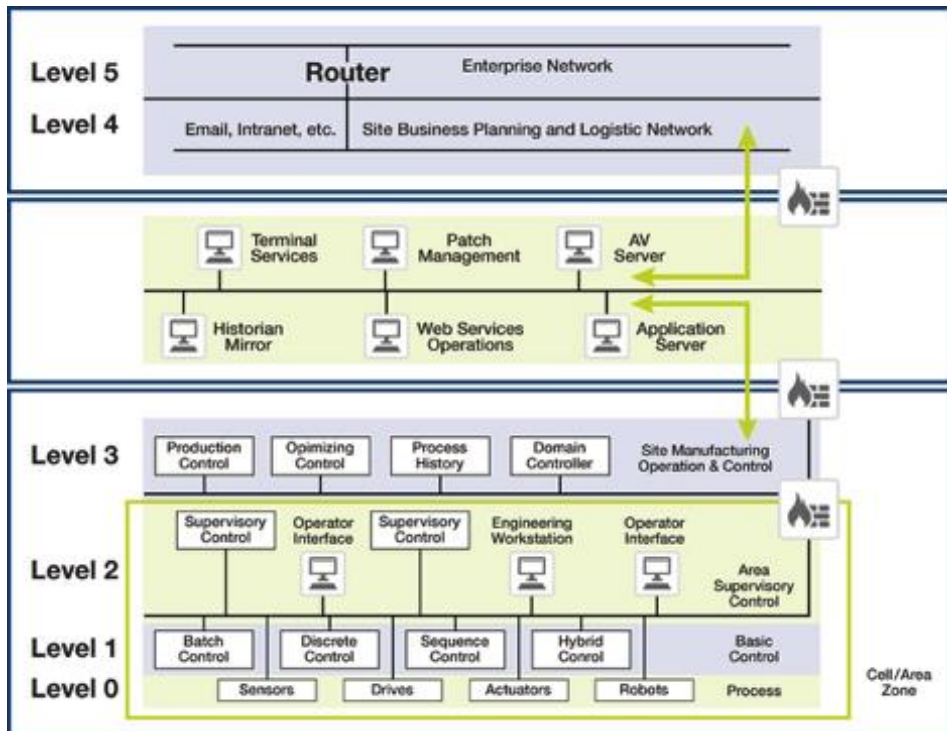 Level 5
Router
Enterprise Network
Level 4
Email, Intranet, etc.
Site Business Planning and Logistic Network
Terminal
Services
Patch
Management
AV
Server
Historian
Mirror
Web Services
Operations
Application
Server
Level 3
Production
Control
Opimizing
Control
Process
History
Domain
Controller
Site Manufacturing
Operation & Control
Supervisory
Control
Operator
Interface
Supervisory
Control
Engineering
Workstation
Operator
Interface
Level 2
Area
Supervisory
Control
Level 1
Batch
Control
Discrete
Control
Sequence
Control
Hybrid
Conrol
Basic
Control
Level 0
Sensors
Drives
Actuators
Robots
Process
Cell/Area
Zone